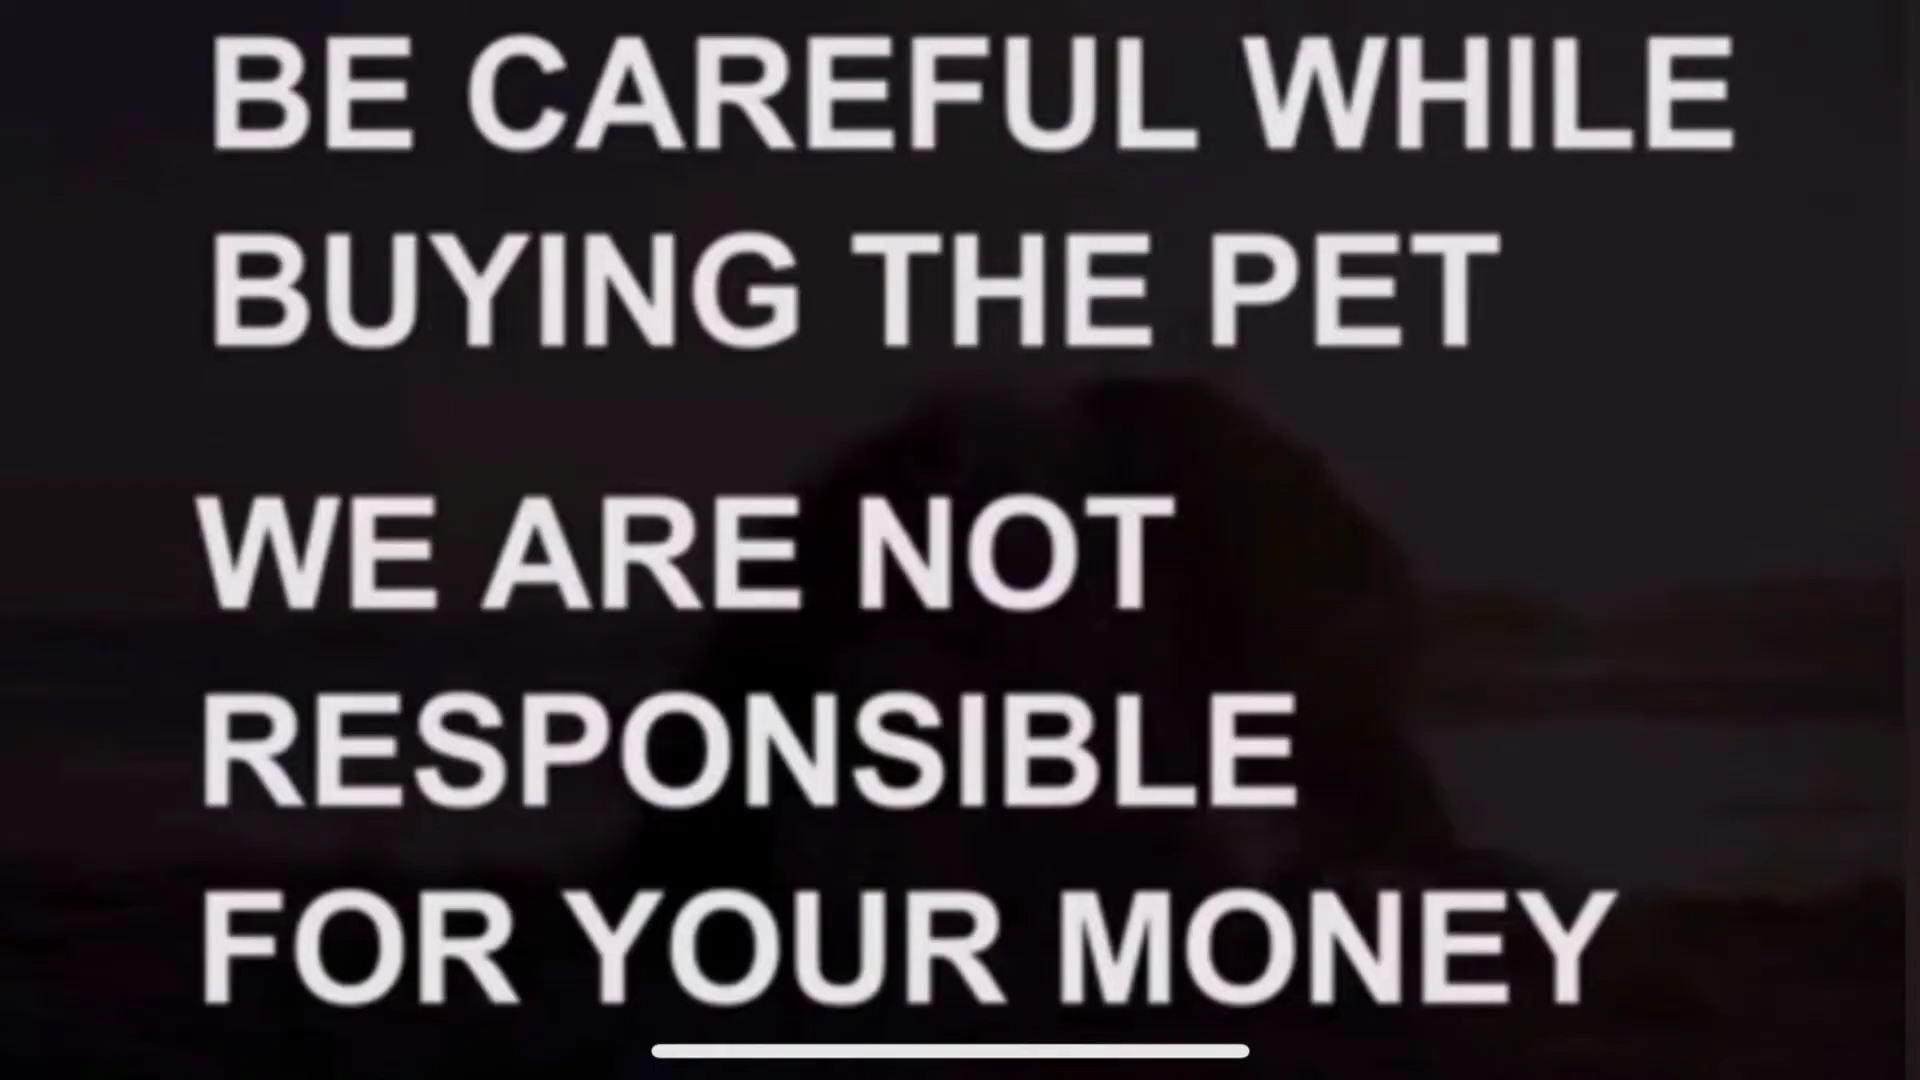 BE CAREFUL WHILE
BUYING THE PET
WE ARE NOT
RESPONSIBLE
FOR YOUR MONEY